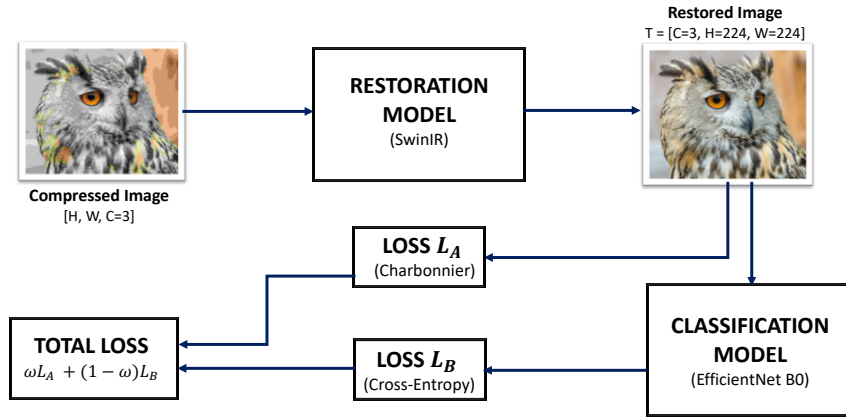 Restored Image
T = [C=3, H=224, W=224]
RESTORATION
MODEL
(SwinIR)
Compressed Image
[H, W, C=3]
LOSS L_A
(Charbonnier)
CLASSIFICATION
MODEL
(EfficientNet B0)
TOTAL LOSS
ωL_A + (1 − ω)L_B
LOSS L_B
(Cross-Entropy)